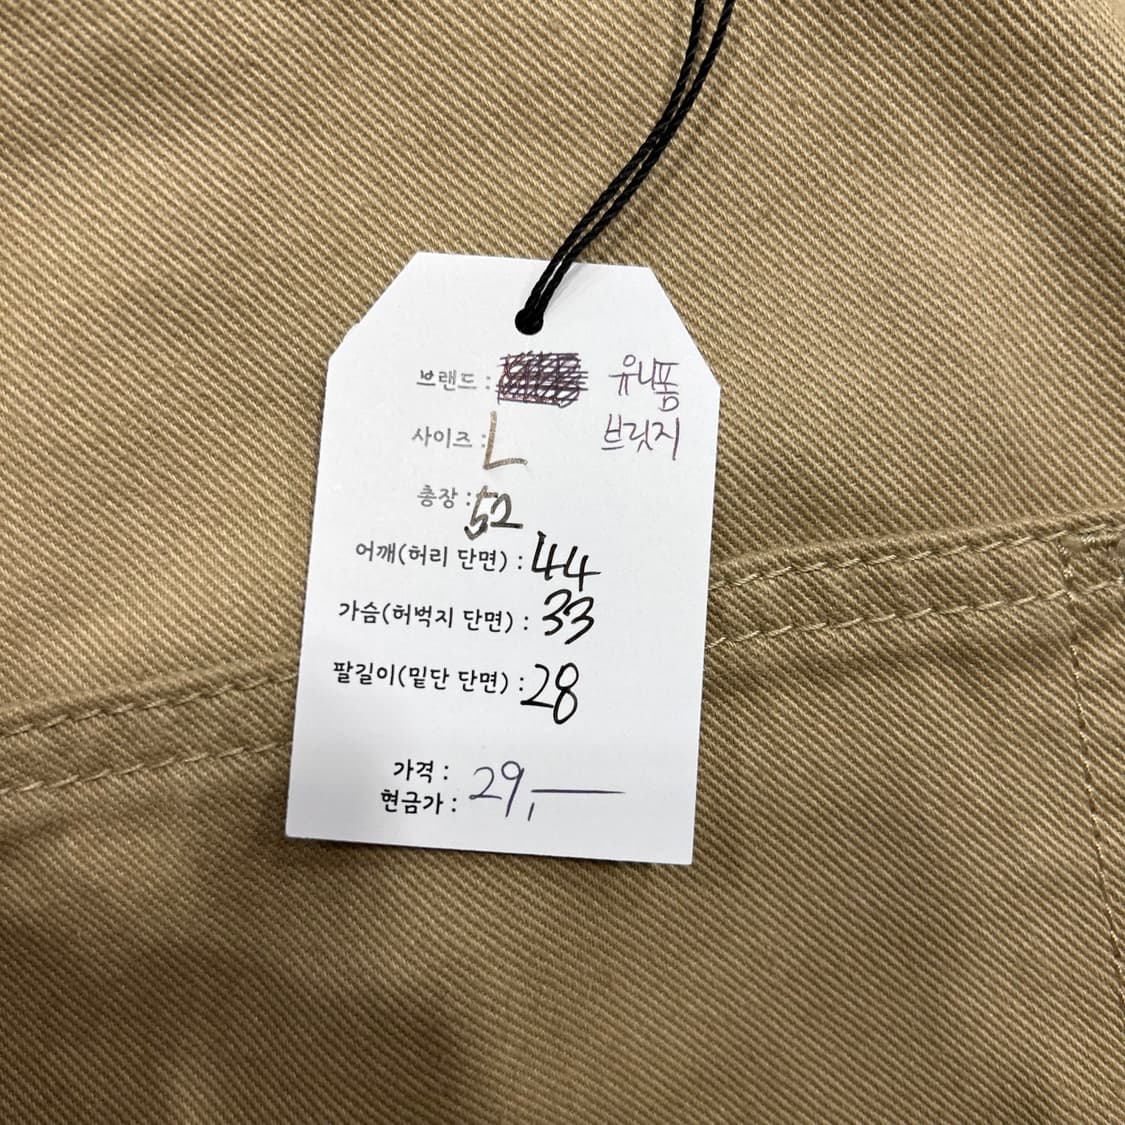 브랜드 : 유니폼
브릿지
사이즈 : L
총장 : 52
어깨(허리 단면) : 44
가슴(허벅지 단면) : 33
팔길이(밑단 단면) : 28
가격 :
현금가 : 29,—